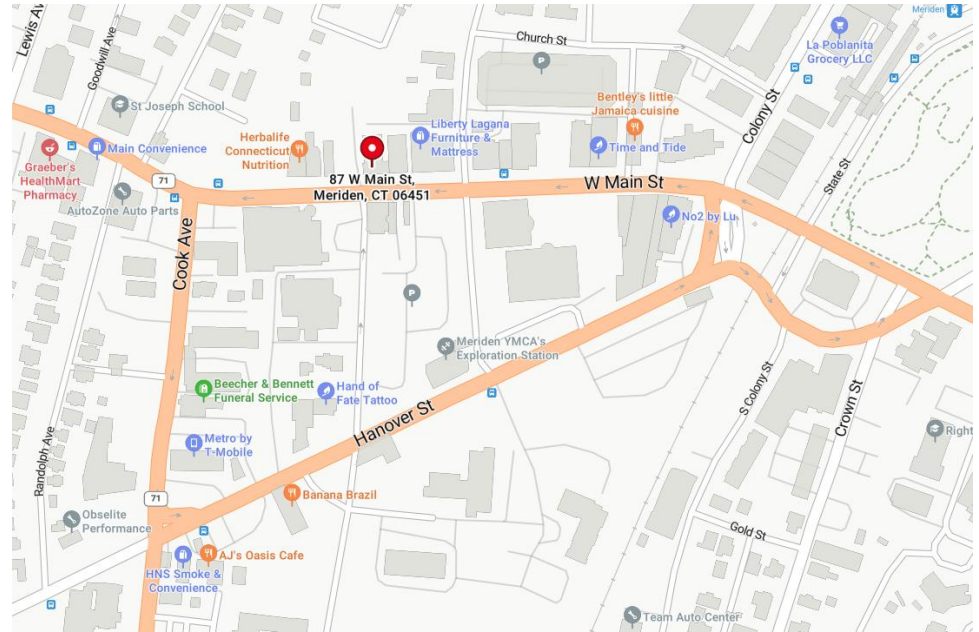 Meriden
Lewis Av
Goodwill Ave
Church St
P
La Poblanita
Grocery LLC
St Joseph School
Bentley's little
Jamaica cuisine
Colony St
Herbalife
Connecticut
Nutrition
Liberty Lagana
Furniture &
Mattress
Main Convenience
Time and Tide
Graeber's
HealthMart
Pharmacy
71
87 W Main St,
Meriden, CT 06451
W Main St
State St
AutoZone Auto Parts
No2 by Lu
Cook Ave
P
Meriden YMCA's
Exploration Station
Beecher & Bennett
Funeral Service
Hand of
Fate Tattoo
S Colony St
Crown St
Hanover St
Randolph Ave
Metro by
T-Mobile
Right
71
Banana Brazil
Obselite
Performance
Gold St
AJ's Oasis Cafe
HNS Smoke &
Convenience
Team Auto Center